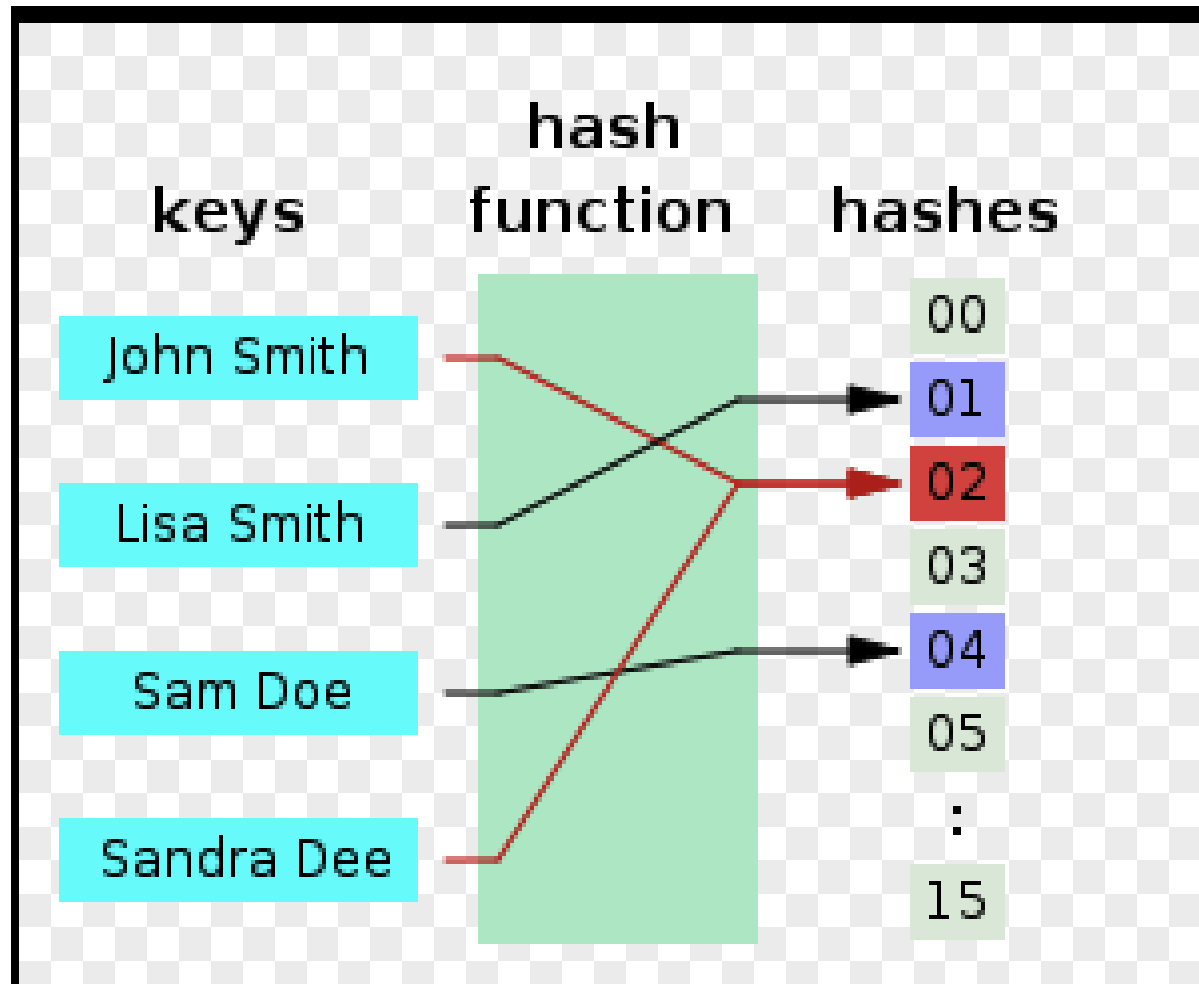 hash
keys function hashes
John Smith
Lisa Smith
Sam Doe
Sandra Dee
00
01
02
03
04
05
:
15